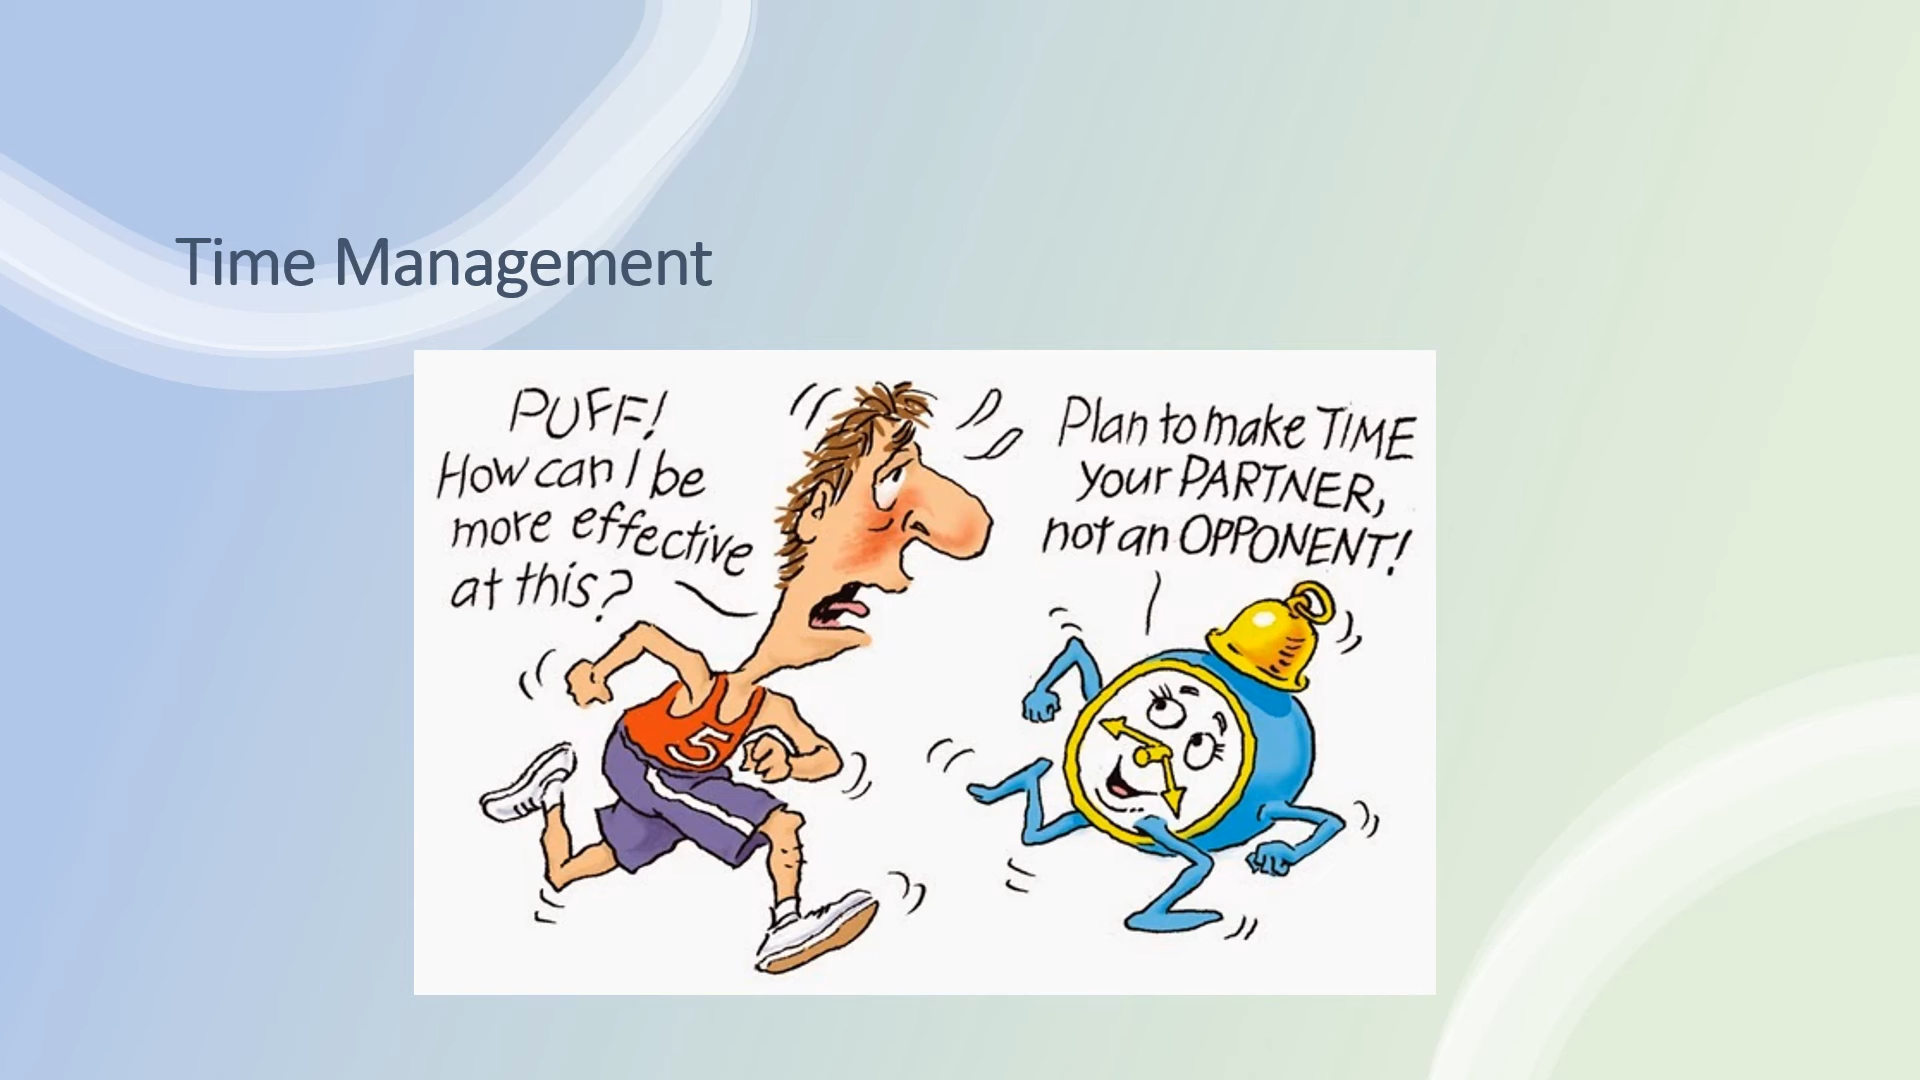 Time Management
PUFF!
How can I be
more effective
at this?
Plan to make TIME
your PARTNER,
not an OPPONENT!
5